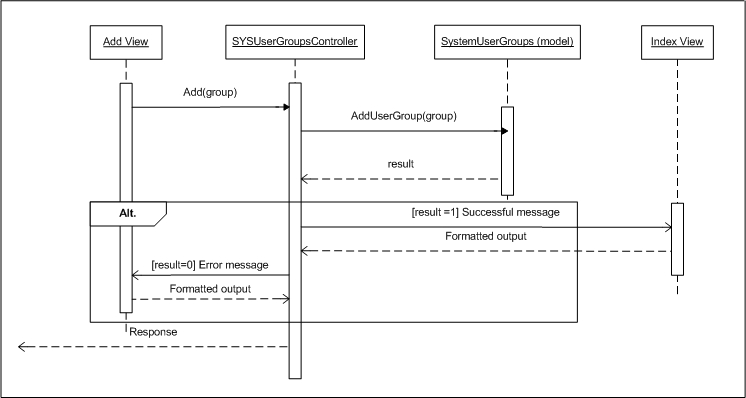 Add View
SYSUserGroupsController
SystemUserGroups (model)
Index View
Add(group)
AddUserGroup(group)
result
Alt.
[result =1] Successful message
Formatted output
[result=0] Error message
Formatted output
Response